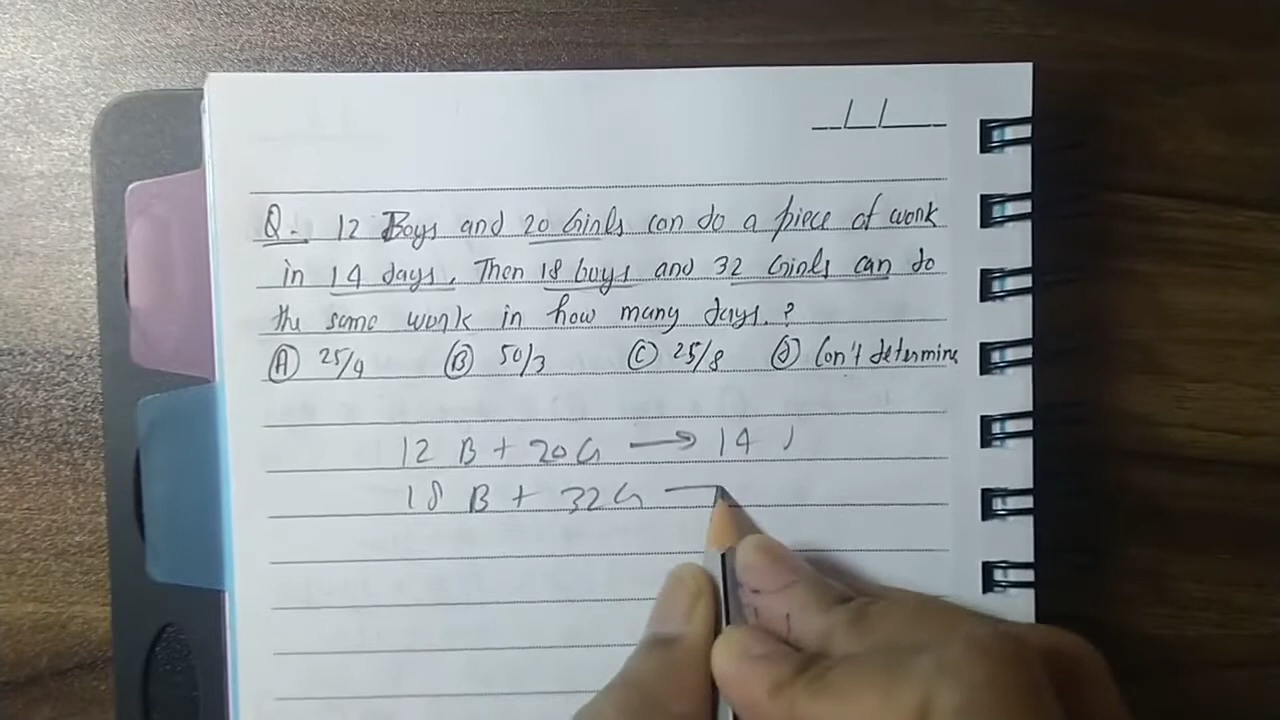 __/__/____
Q. 12 Boys and 20 Girls can do a piece of work
in 14 days. Then 18 boys and 32 Girls can do
the same work in how many days.?
(A) 25/4 (B) 50/3 (C) 25/8 (D) Can't determine
12 B + 20G → 14 d
18 B + 32G —